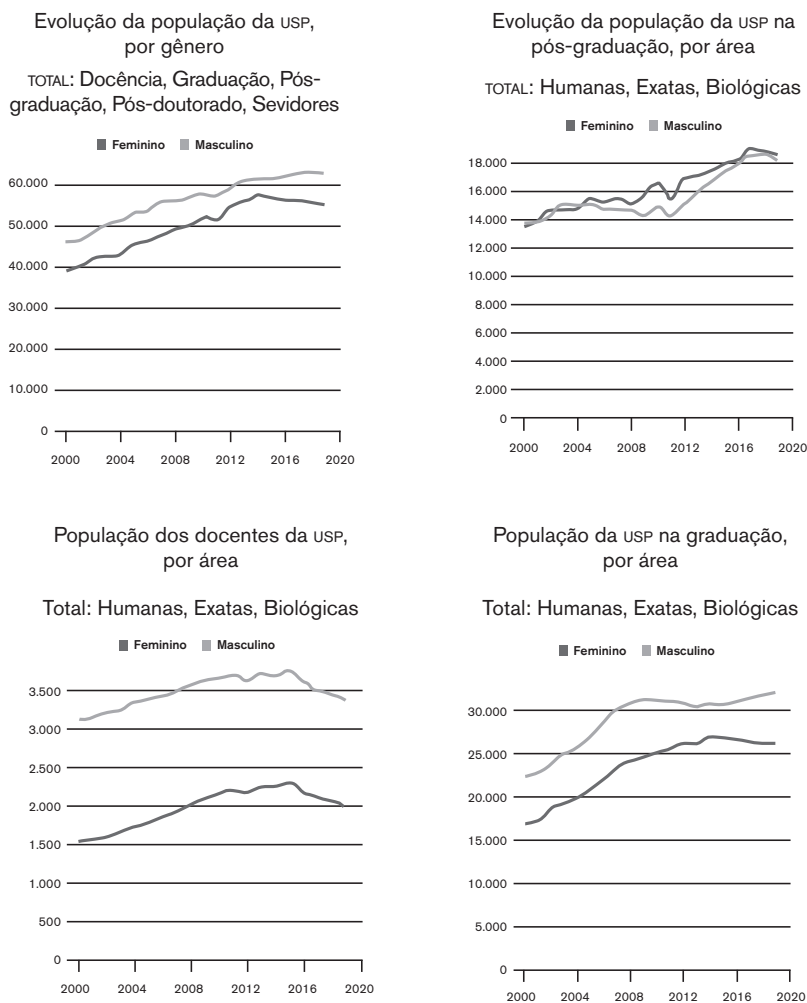 Evolução da população da USP,
por gênero
TOTAL: Docência, Graduação, Pós-
graduação, Pós-doutorado, Sevidores
Feminino Masculino
60.000
50.000
40.000
30.000
20.000
10.000
0
2000 2004 2008 2012 2016 2020
Evolução da população da USP na
pós-graduação, por área
TOTAL: Humanas, Exatas, Biológicas
Feminino Masculino
18.000
16.000
14.000
12.000
10.000
8.000
6.000
4.000
2.000
0
2000 2004 2008 2012 2016 2020
População dos docentes da USP,
por área
Total: Humanas, Exatas, Biológicas
Feminino Masculino
3.500
3.000
2.500
2.000
1.500
1.000
500
0
2000 2004 2008 2012 2016 2020
População da USP na graduação,
por área
Total: Humanas, Exatas, Biológicas
Feminino Masculino
30.000
25.000
20.000
15.000
10.000
5.000
0
2000 2004 2008 2012 2016 2020